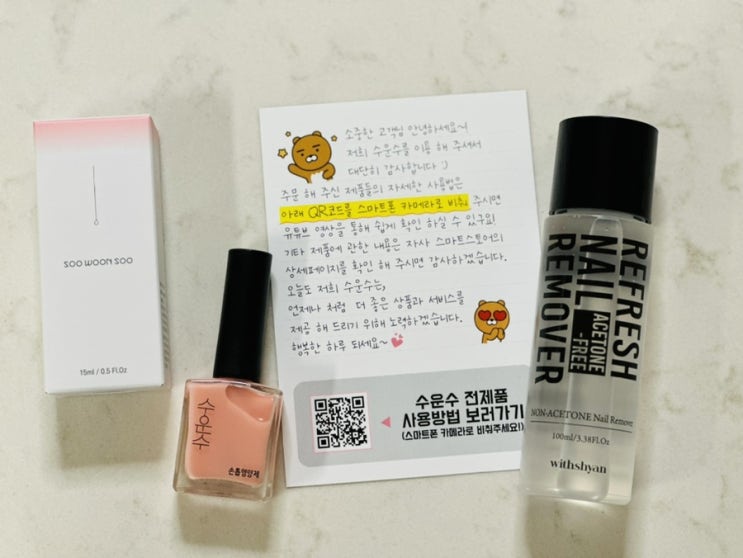 SOO WOON SOO
15ml / 0.5 Fl.Oz
수운수
손톱영양제
소중한 고객님 안녕하세요~!
저희 수운수를 이용 해 주셔서
대단히 감사합니다 :)
주문 해 주신 제품들의 자세한 사용법은
아래 QR코드를 스마트폰 카메라로 비춰 주시면
유튜브 영상을 통해 쉽게 확인 하실 수 있구요!
기타 제품에 관한 내용은 자사 스마트스토어의
상세페이지를 확인 해 주시면 감사하겠습니다.
오늘도 저희 수운수는,
언제나 처럼 더 좋은 상품과 서비스를
제공 해 드리기 위해 노력하겠습니다.
행복한 하루 되세요~
수운수 전제품
사용방법 보러가기
(스마트폰 카메라로 비춰주세요!)
REFRESH
NAIL ACETONE
-FREE
REMOVER
NON-ACETONE Nail Remover
100ml/3.38Fl.Oz
withshyan